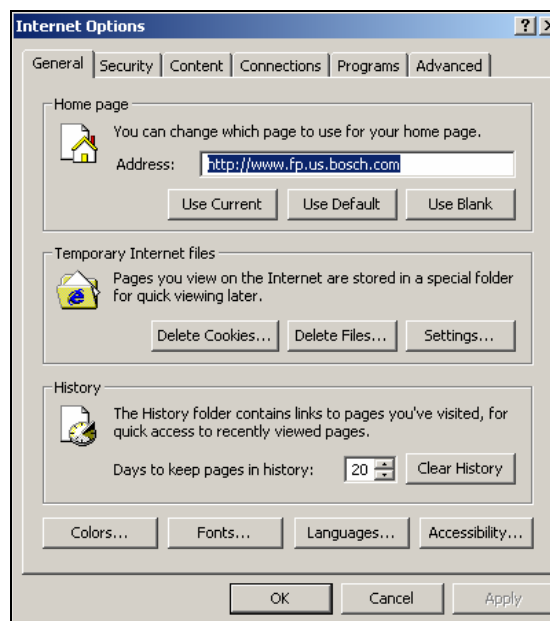 Internet Options
General Security Content Connections Programs Advanced
Home page
You can change which page to use for your home page.
Address: http://www.fp.us.bosch.com
Use Current Use Default Use Blank
Temporary Internet files
Pages you view on the Internet are stored in a special folder
for quick viewing later.
Delete Cookies... Delete Files... Settings...
History
The History folder contains links to pages you've visited, for
quick access to recently viewed pages.
Days to keep pages in history: 20 Clear History
Colors... Fonts... Languages... Accessibility...
OK Cancel Apply